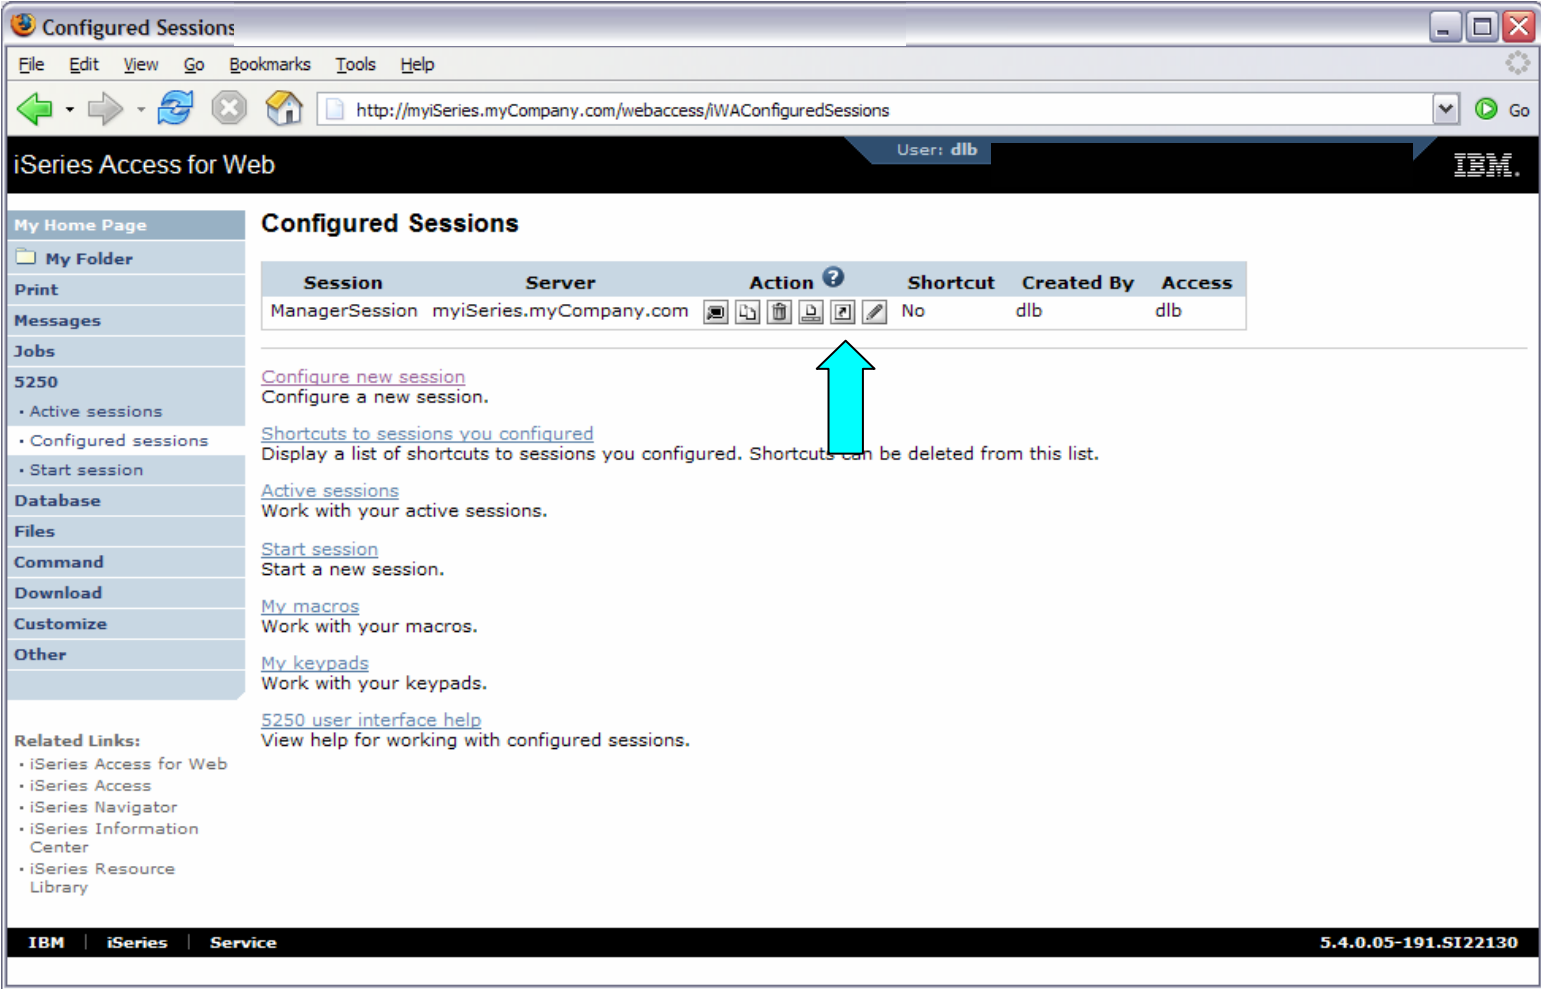 Configured Sessions
File Edit View Go Bookmarks Tools Help
http://myiSeries.myCompany.com/webaccess/iWAConfiguredSessions Go
iSeries Access for Web
User: dlb
IBM.
My Home Page
My Folder
Print
Messages
Jobs
5250
• Active sessions
• Configured sessions
• Start session
Database
Files
Command
Download
Customize
Other
Related Links:
• iSeries Access for Web
• iSeries Access
• iSeries Navigator
• iSeries Information
Center
• iSeries Resource
Library
Configured Sessions
Session Server Action ? Shortcut Created By Access
ManagerSession myiSeries.myCompany.com No dlb dlb
Configure new session
Configure a new session.
Shortcuts to sessions you configured
Display a list of shortcuts to sessions you configured. Shortcuts can be deleted from this list.
Active sessions
Work with your active sessions.
Start session
Start a new session.
My macros
Work with your macros.
My keypads
Work with your keypads.
5250 user interface help
View help for working with configured sessions.
IBM | iSeries | Service 5.4.0.05-191.SI22130